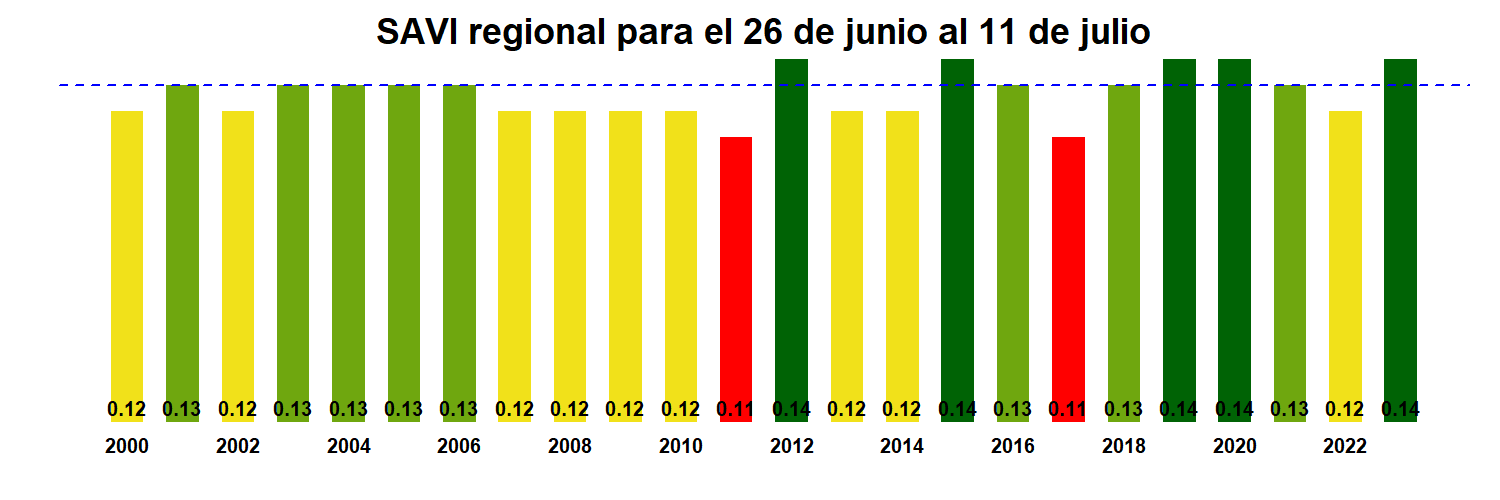 SAVI regional para el 26 de junio al 11 de julio
0.12 0.13 0.12 0.13 0.13 0.13 0.13 0.12 0.12 0.12 0.12 0.11 0.14 0.12 0.12 0.14 0.13 0.11 0.13 0.14 0.14 0.13 0.12 0.14
2000 2002 2004 2006 2008 2010 2012 2014 2016 2018 2020 2022